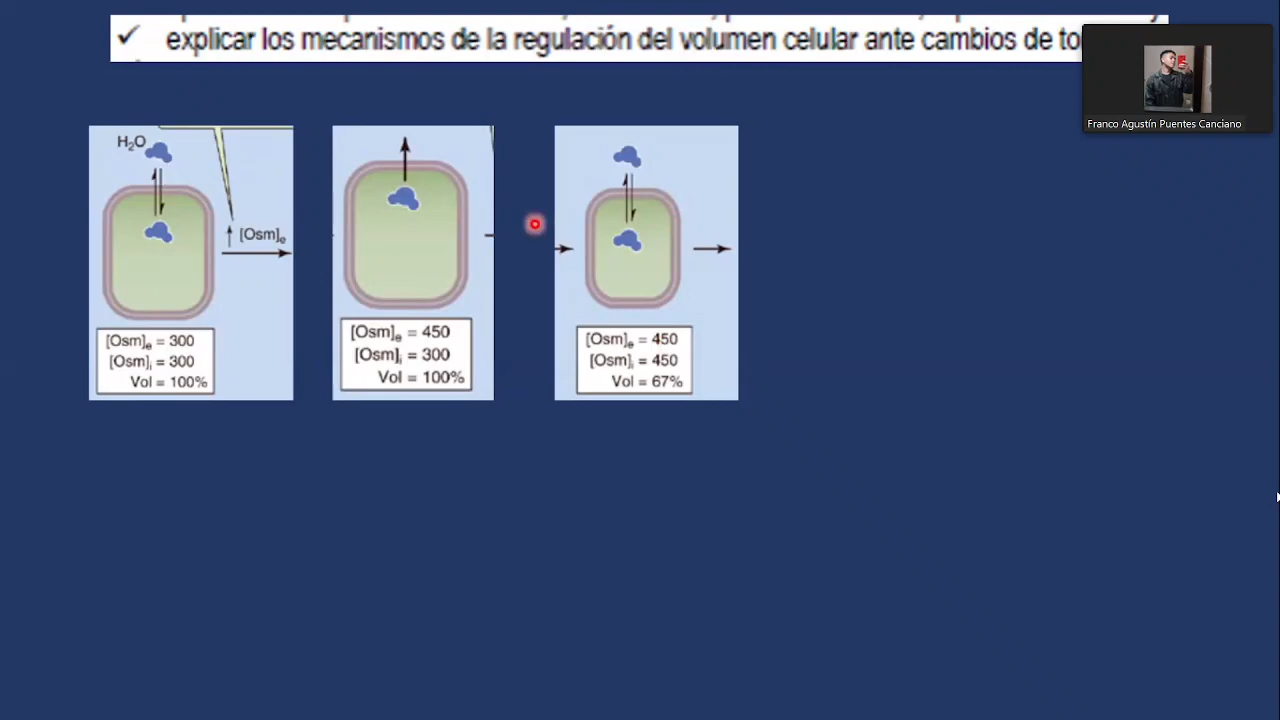 ✓ explicar los mecanismos de la regulación del volumen celular ante cambios de
Franco Agustín Puentes Canciano
H₂O
↑ [Osm]ₑ
[Osm]ₑ = 300
[Osm]ᵢ = 300
Vol = 100%
[Osm]ₑ = 450
[Osm]ᵢ = 300
Vol = 100%
[Osm]ₑ = 450
[Osm]ᵢ = 450
Vol = 67%